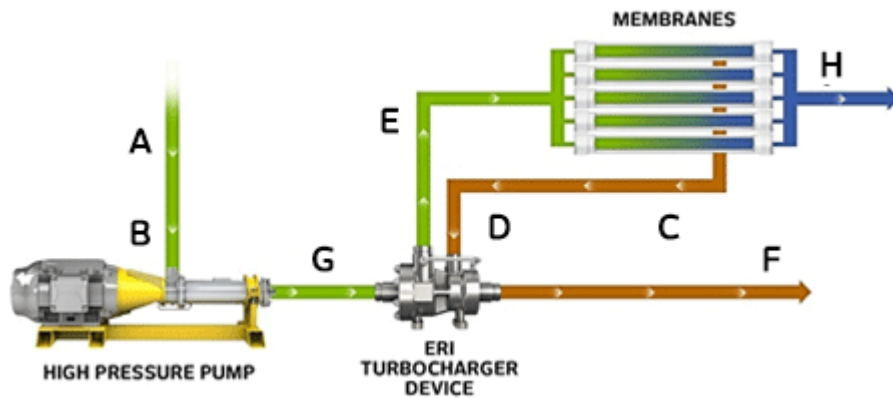 MEMBRANES
H
E
A
D
C
B
G
F
HIGH PRESSURE PUMP
ERI
TURBOCHARGER
DEVICE